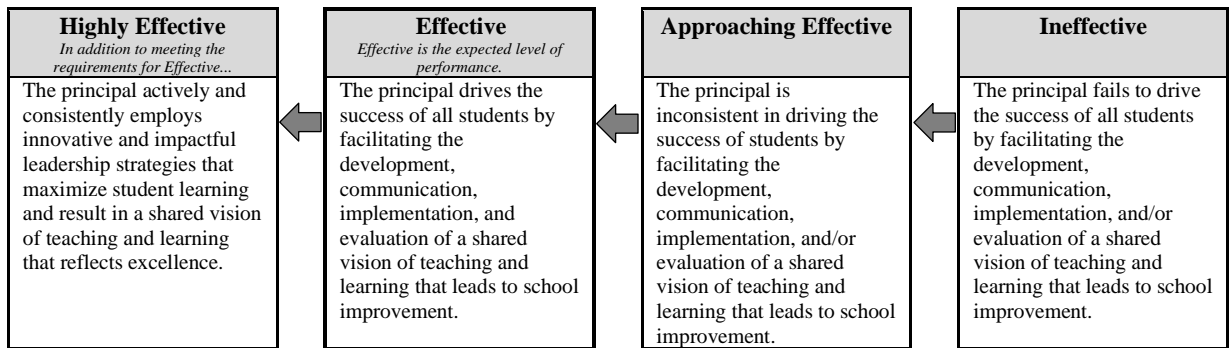 Highly Effective
In addition to meeting the
requirements for Effective...
The principal actively and
consistently employs
innovative and impactful
leadership strategies that
maximize student learning
and result in a shared vision
of teaching and learning
that reflects excellence.
Effective
Effective is the expected level of
performance.
The principal drives the
success of all students by
facilitating the
development,
communication,
implementation, and
evaluation of a shared
vision of teaching and
learning that leads to school
improvement.
Approaching Effective
The principal is
inconsistent in driving the
success of students by
facilitating the
development,
communication,
implementation, and/or
evaluation of a shared
vision of teaching and
learning that leads to school
improvement.
Ineffective
The principal fails to drive
the success of all students
by facilitating the
development,
communication,
implementation, and/or
evaluation of a shared
vision of teaching and
learning that leads to school
improvement.